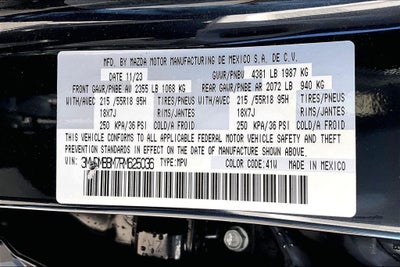 MFD. BY MAZDA MOTOR MANUFACTURING DE MEXICO S.A. DE C.V.
DATE 11/23 GVWR/PNBV 4381 LB 1987 KG
FRONT GAWR/PNBE AV 2355 LB 1068 KG REAR GAWR/PNBE AR 2072 LB 940 KG
WITH/AVEC 215 /55R18 95H TIRES/PNEUS WITH/AVEC 215 /55R18 95H TIRES/PNEUS
18X7J RIMS/JANTES 18X7J RIMS/JANTES
250 KPA/36 PSI COLD/A FROID 250 KPA/36 PSI COLD/A FROID
THIS VEHICLE CONFORMS TO ALL APPLICABLE FEDERAL MOTOR VEHICLE SAFETY AND THEFT
PREVENTION STANDARDS IN EFFECT ON THE DATE OF MANUFACTURE SHOWN ABOVE.
VIN: TYPE:MPV COLOR CODE:41W MADE IN MEXICO